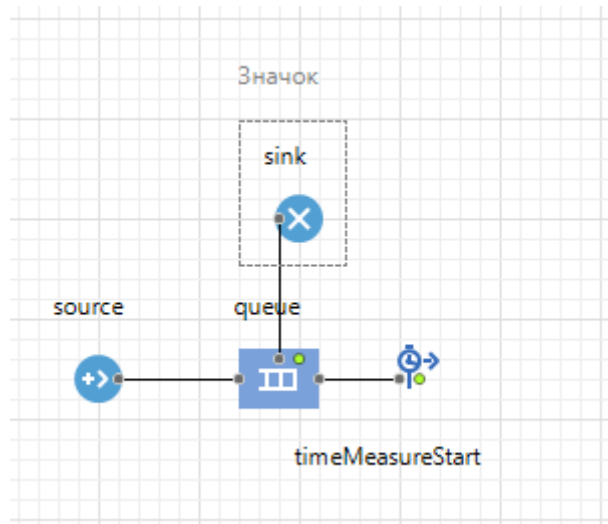 Значок
sink
source
queue
timeMeasureStart